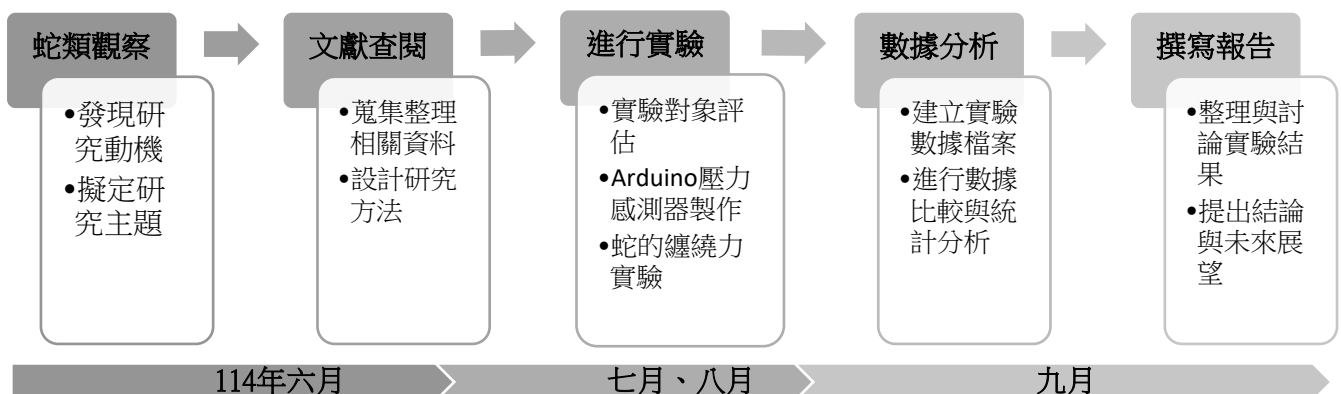 蛇類觀察
•發現研
究動機
•擬定研
究主題
文獻查閱
•蒐集整理
相關資料
•設計研究
方法
進行實驗
•實驗對象評
估
•Arduino壓力
感測器製作
•蛇的纏繞力
實驗
數據分析
•建立實驗
數據檔案
•進行數據
比較與統
計分析
撰寫報告
•整理與討
論實驗結
果
•提出結論
與未來展
望
114年六月
七月、八月
九月